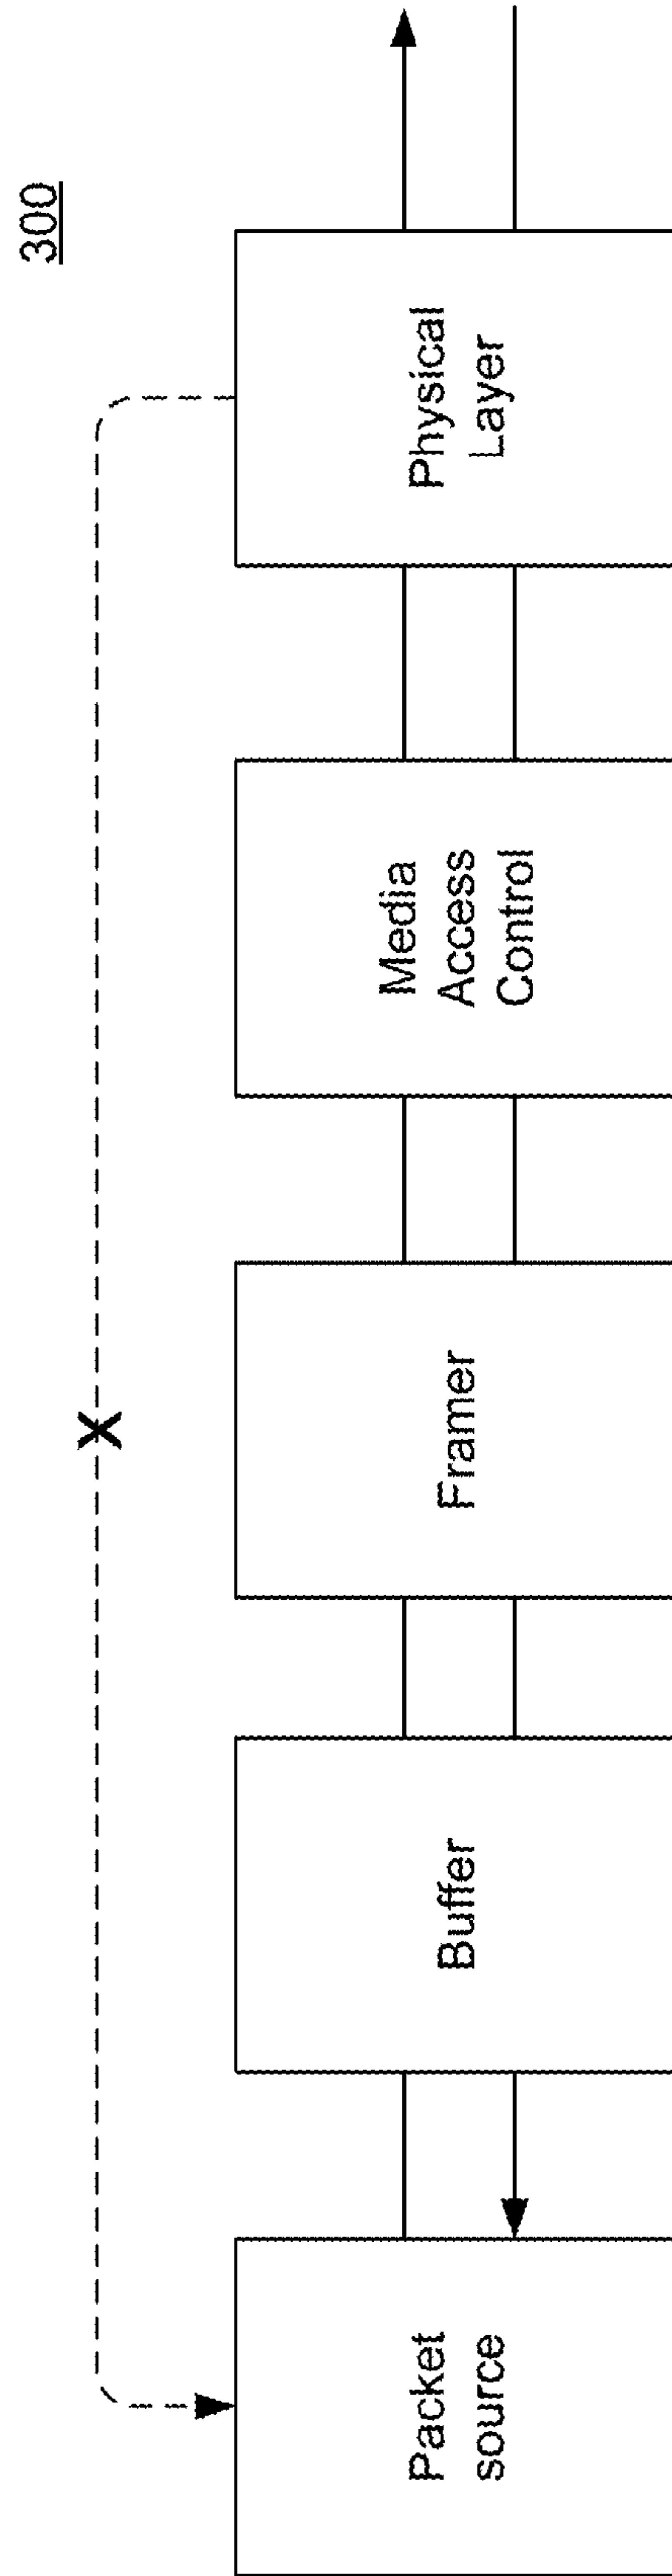 300
Packet
source
Buffer
Framer
Media
Access
Control
Physical
Layer
X